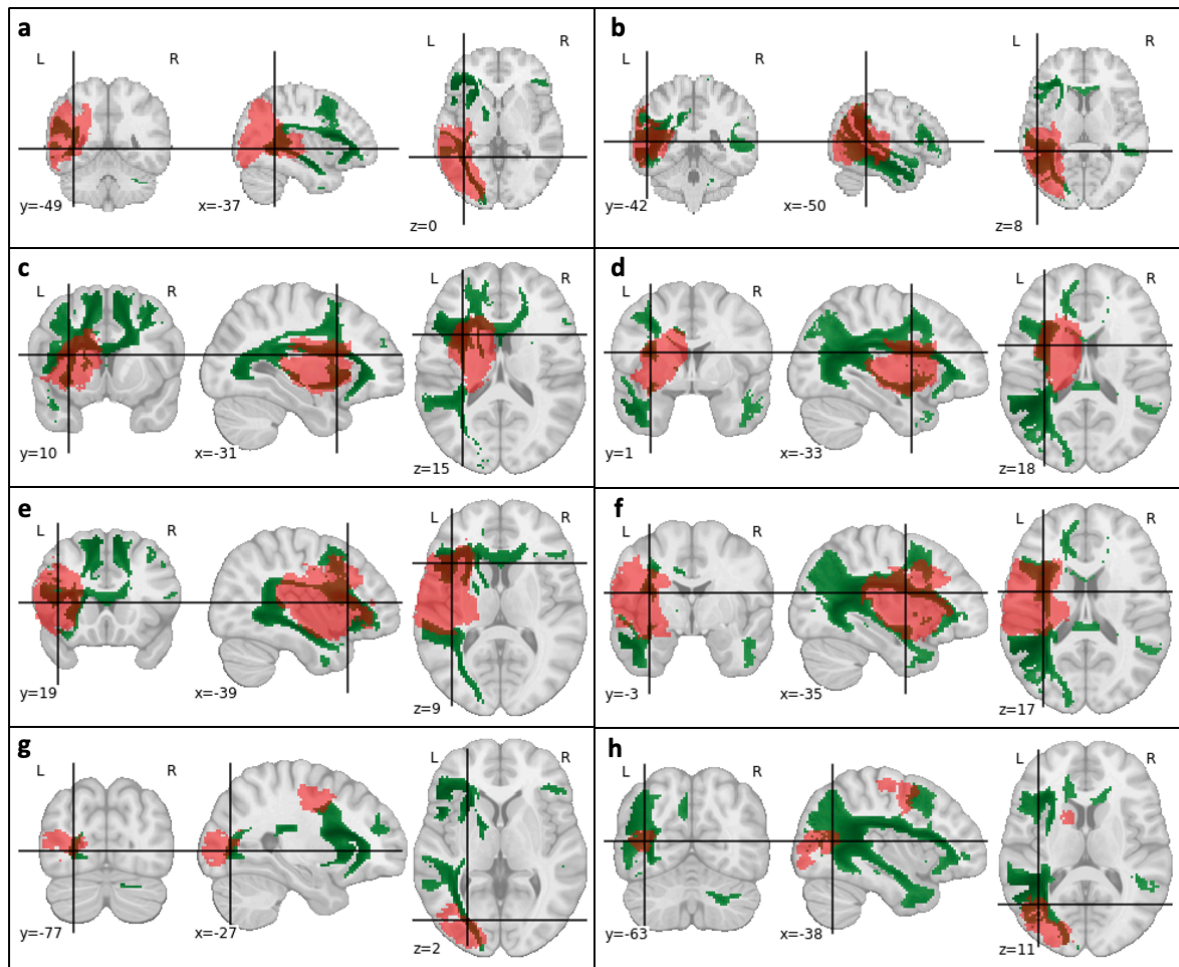 a
L R
y=-49 x=-37 z=0
L R
b
L R
y=-42 x=-50 z=8
L R
c
L R
y=10 x=-31 z=15
L R
d
L R
y=1 x=-33 z=18
L R
e
L R
y=19 x=-39 z=9
L R
f
L R
y=-3 x=-35 z=17
L R
g
L R
y=-77 x=-27 z=2
L R
h
L R
y=-63 x=-38 z=11
L R